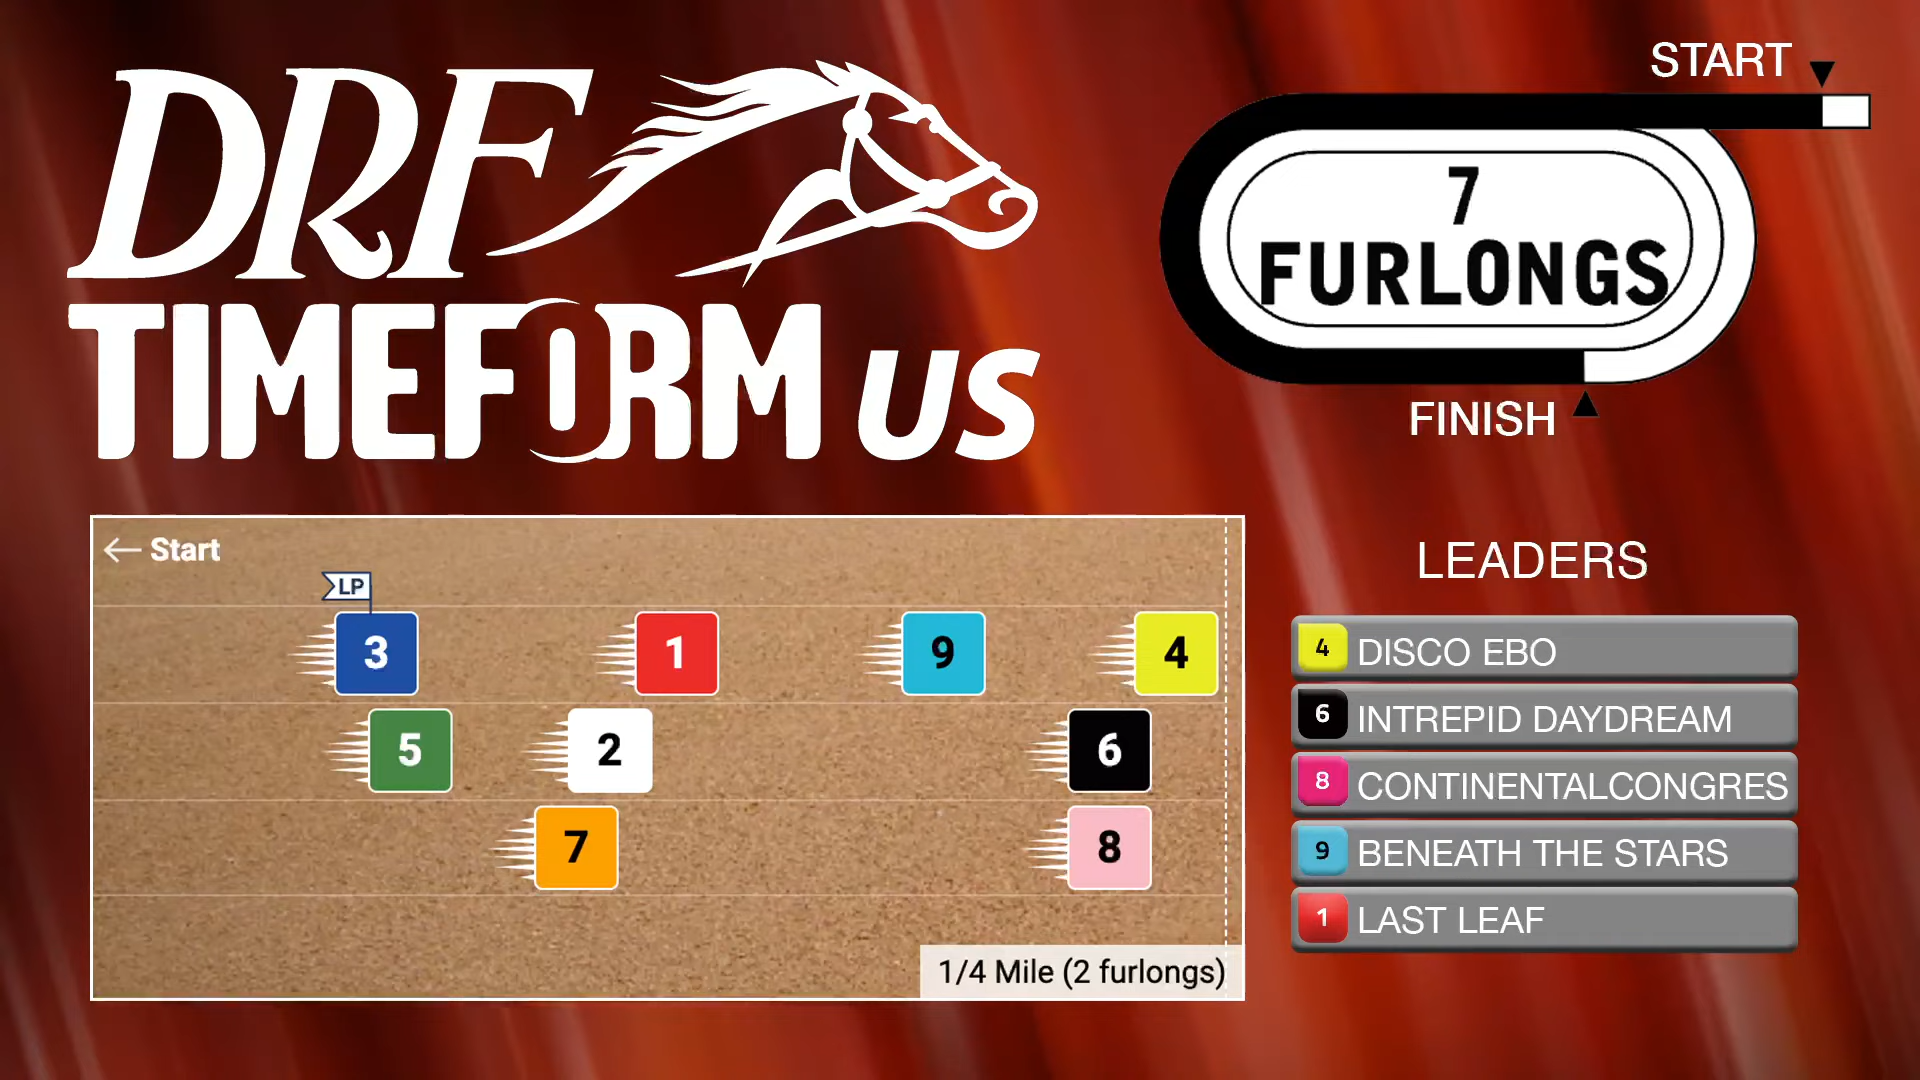 DRF
TIMEFORM US
START
7
FURLONGS
FINISH
← Start
LP
3 1 9 4
5 2 6
7 8
1/4 Mile (2 furlongs)
LEADERS
4 DISCO EBO
6 INTREPID DAYDREAM
8 CONTINENTALCONGRES
9 BENEATH THE STARS
1 LAST LEAF